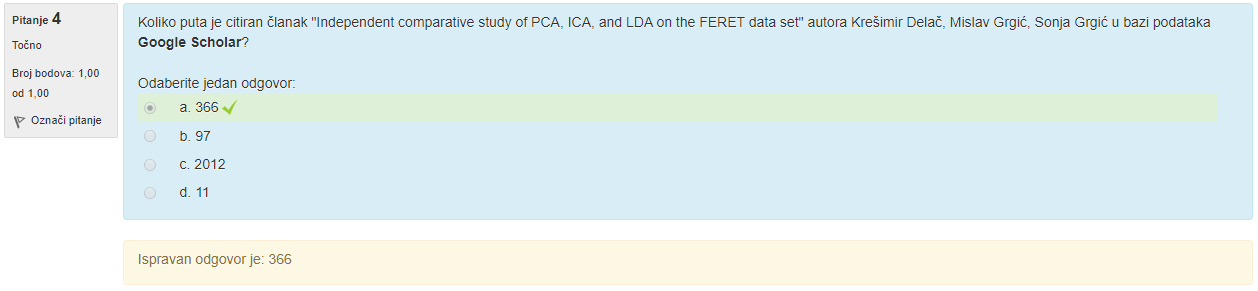 Pitanje 4
Točno
Broj bodova: 1,00
od 1,00
Označi pitanje
Koliko puta je citiran članak "Independent comparative study of PCA, ICA, and LDA on the FERET data set" autora Krešimir Delač, Mislav Grgić, Sonja Grgić u bazi podataka
Google Scholar?
Odaberite jedan odgovor:
a. 366
b. 97
c. 2012
d. 11
Ispravan odgovor je: 366